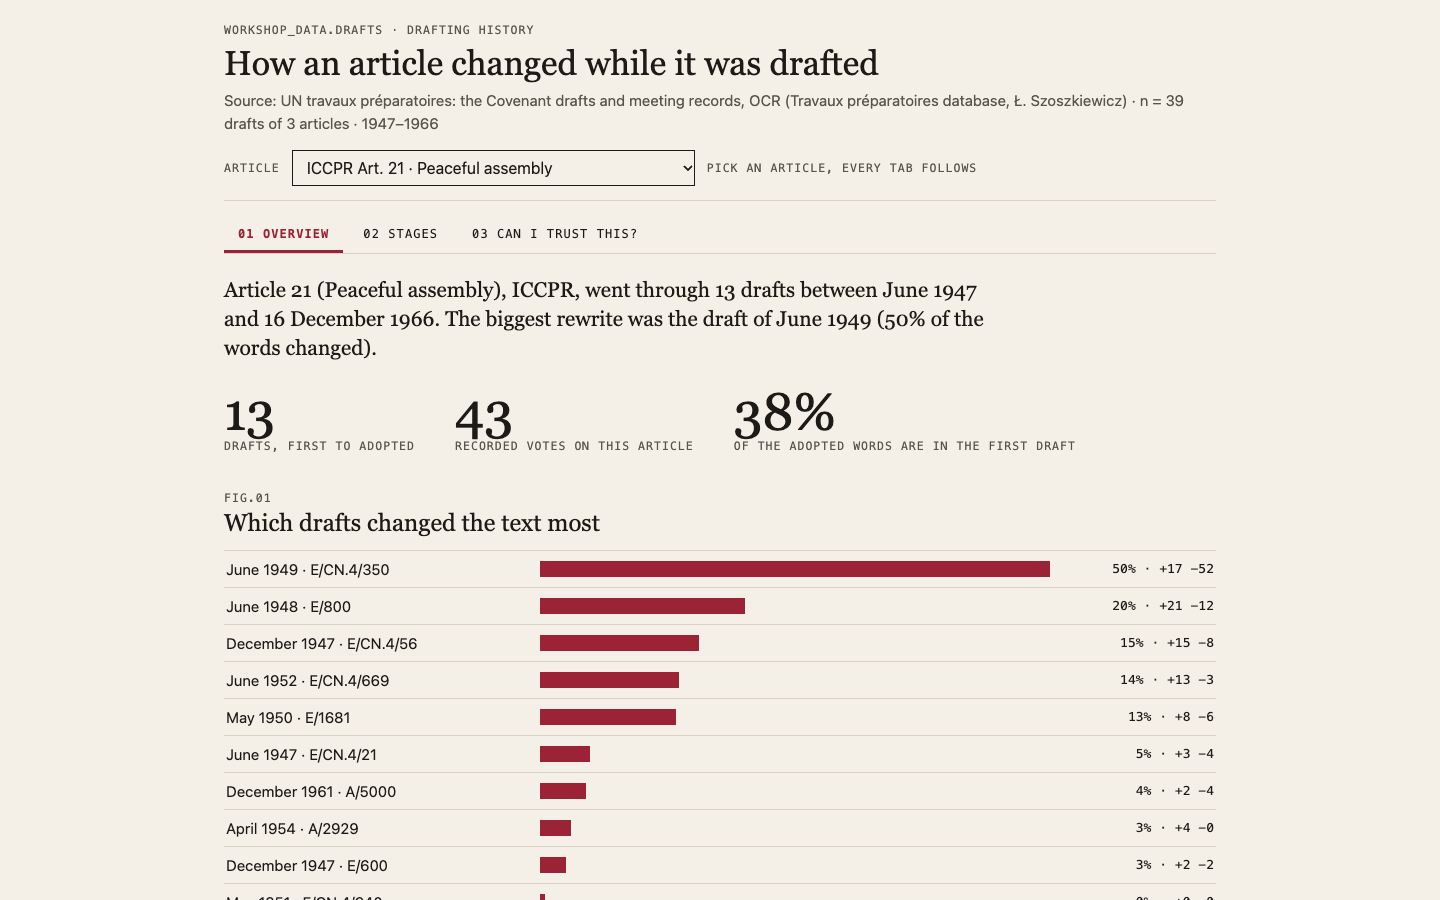 WORKSHOP_DATA.DRAFTS · DRAFTING HISTORY
How an article changed while it was drafted
Source: UN travaux préparatoires: the Covenant drafts and meeting records, OCR (Travaux préparatoires database, Ł. Szoszkiewicz) · n = 39
drafts of 3 articles · 1947–1966
ARTICLE ICCPR Art. 21 · Peaceful assembly PICK AN ARTICLE, EVERY TAB FOLLOWS
01 OVERVIEW 02 STAGES 03 CAN I TRUST THIS?
Article 21 (Peaceful assembly), ICCPR, went through 13 drafts between June 1947
and 16 December 1966. The biggest rewrite was the draft of June 1949 (50% of the
words changed).
13 43 38%
DRAFTS, FIRST TO ADOPTED RECORDED VOTES ON THIS ARTICLE OF THE ADOPTED WORDS ARE IN THE FIRST DRAFT
FIG.01
Which drafts changed the text most
June 1949 · E/CN.4/350 50% · +17 −52
June 1948 · E/800 20% · +21 −12
December 1947 · E/CN.4/56 15% · +15 −8
June 1952 · E/CN.4/669 14% · +13 −3
May 1950 · E/1681 13% · +8 −6
June 1947 · E/CN.4/21 5% · +3 −4
December 1961 · A/5000 4% · +2 −4
April 1954 · A/2929 3% · +4 −0
December 1947 · E/600 3% · +2 −2